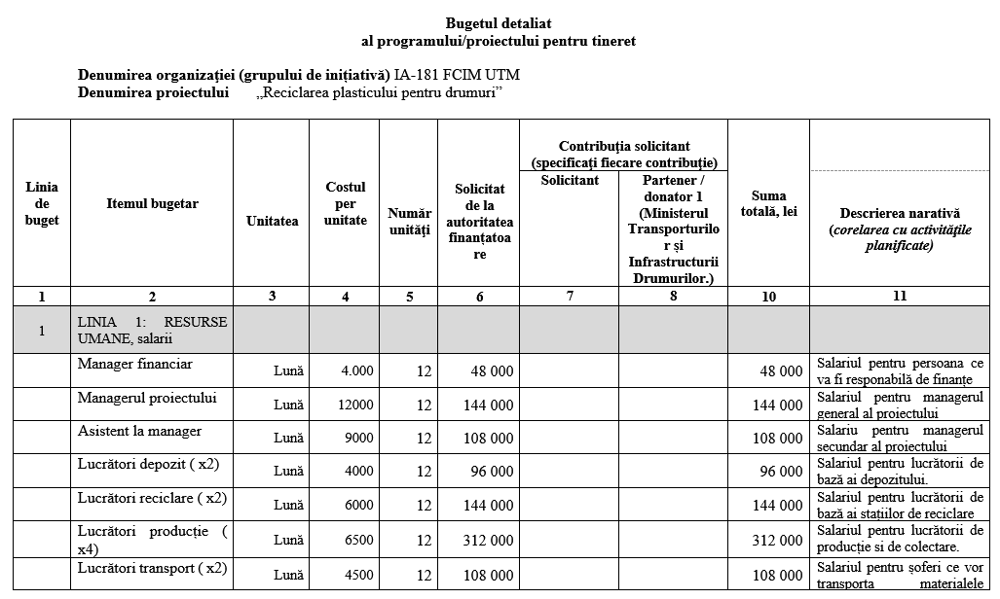 Bugetul detaliat
al programului/proiectului pentru tineret
Denumirea organizației (grupului de inițiativă) IA-181 FCIM UTM
Denumirea proiectului „Reciclarea plasticului pentru drumuri”
Linia
de
buget
Itemul bugetar
Unitatea
Costul
per
unitate
Număr
unităţi
Solicitat
de la
autoritatea
finanțatoa
re
Contribuţia solicitant
(specificați fiecare contribuție)
Solicitant
Partener /
donator 1
(Ministerul
Transporturilo
r și
Infrastructurii
Drumurilor.)
Suma
totală, lei
Descrierea narativă
(corelarea cu activităţile
planificate)
1 2 3 4 5 6 7 8 10 11
1 LINIA 1: RESURSE
UMANE, salarii
Manager financiar Lună 4.000 12 48 000 48 000 Salariul pentru persoana ce
va fi responabilă de finanțe
Managerul proiectului Lună 12000 12 144 000 144 000 Salariul pentru managerul
general al proiectului
Asistent la manager Lună 9000 12 108 000 108 000 Salariu pentru managerul
secundar al proiectului
Lucrători depozit ( x2) Lună 4000 12 96 000 96 000 Salariul pentru lucrătorii de
bază ai depozitului.
Lucrători reciclare ( x2) Lună 6000 12 144 000 144 000 Salariul pentru lucrătorii de
bază ai stațiilor de reciclare
Lucrători producție (
x4) Lună 6500 12 312 000 312 000 Salariul pentru lucrătorii de
producție si de colectare.
Lucrători transport ( x2) Lună 4500 12 108 000 108 000 Salariul pentru șoferi ce vor
transporta materialele